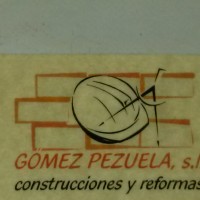 GOMEZ PEZUELA, s.l
construcciones y reformas